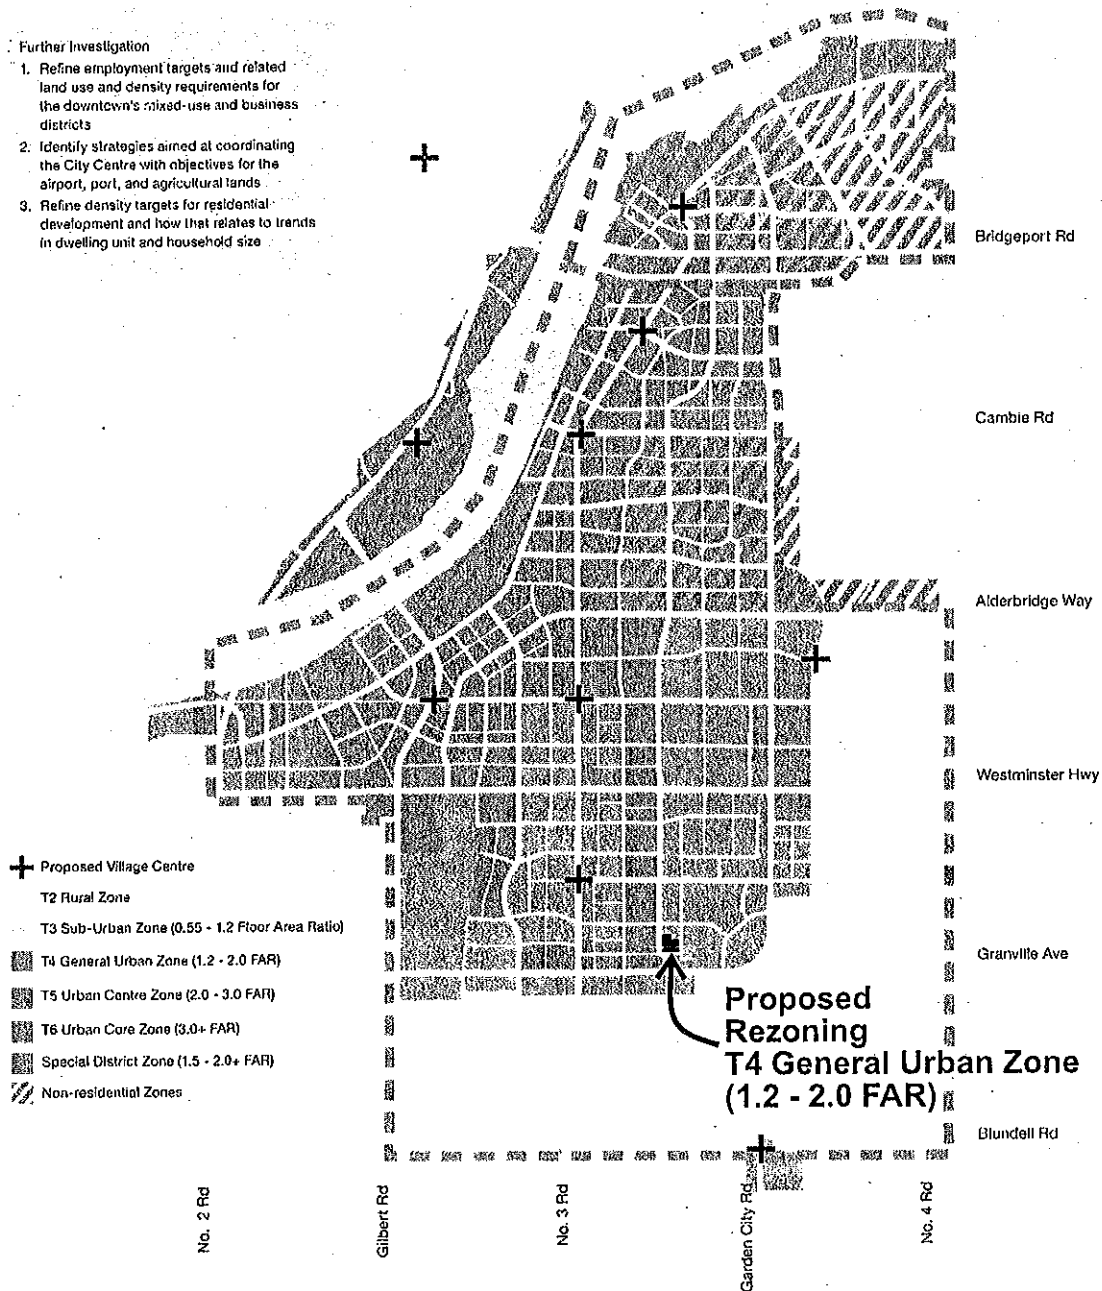 Further Investigation
1. Refine employment targets and related
land use and density requirements for
the downtown's mixed-use and business
districts
2. Identify strategies aimed at coordinating
the City Centre with objectives for the
airport, port, and agricultural lands
3. Refine density targets for residential
development and how that relates to trends
in dwelling unit and household size
Bridgeport Rd
Cambie Rd
Alderbridge Way
Westminster Hwy
Granville Ave
Blundell Rd
Proposed Village Centre
T2 Rural Zone
T3 Sub-Urban Zone (0.55 - 1.2 Floor Area Ratio)
T4 General Urban Zone (1.2 - 2.0 FAR)
T5 Urban Centre Zone (2.0 - 3.0 FAR)
T6 Urban Core Zone (3.0+ FAR)
Special District Zone (1.5 - 2.0+ FAR)
Non-residential Zones
Proposed
Rezoning
T4 General Urban Zone
(1.2 - 2.0 FAR)
No. 2 Rd
Gilbert Rd
No. 3 Rd
Garden City Rd
No. 4 Rd